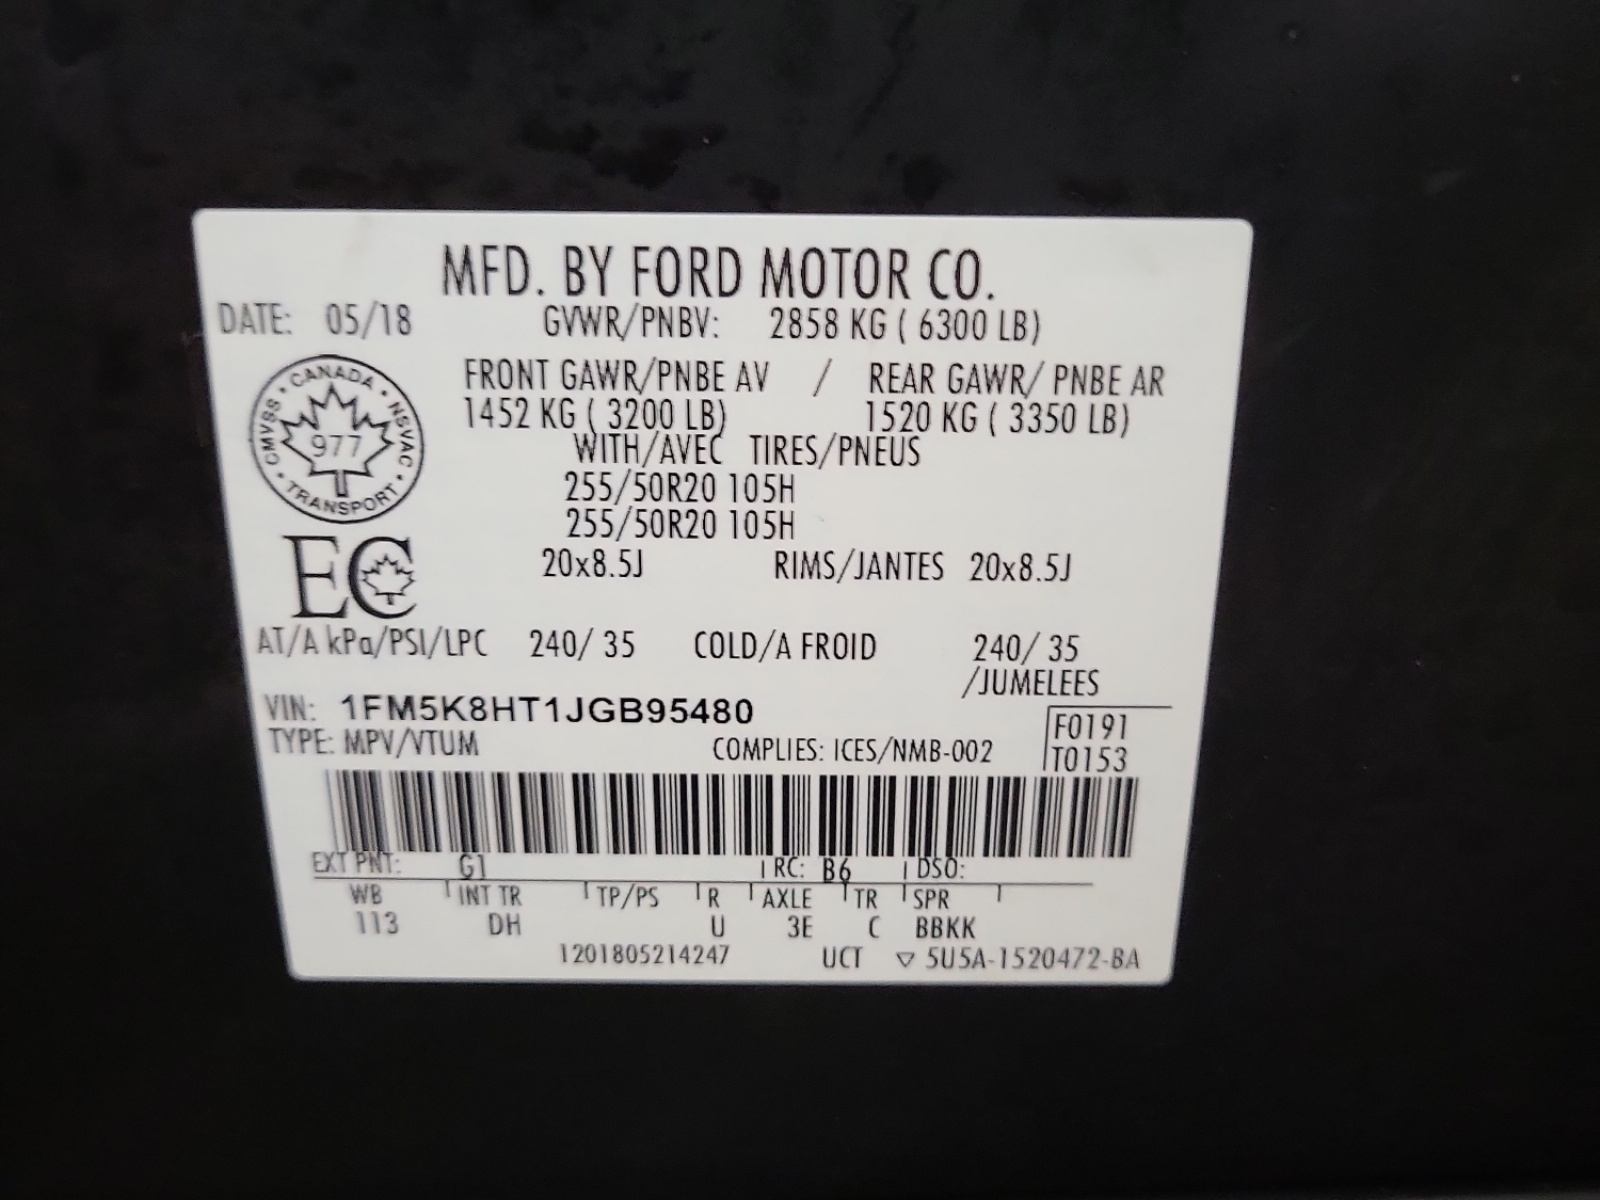 MFD. BY FORD MOTOR CO.
DATE: 05/18 GVWR/PNBV: 2858 KG ( 6300 LB)
FRONT GAWR/PNBE AV / REAR GAWR/ PNBE AR
1452 KG ( 3200 LB) 1520 KG ( 3350 LB)
WITH/AVEC TIRES/PNEUS
255/50R20 105H
255/50R20 105H
20x8.5J RIMS/JANTES 20x8.5J
CANADA • NSVAC • TRANSPORT • CMVSS •
977
EC
AT/A kPa/PSI/LPC 240/ 35 COLD/A FROID 240/ 35
/JUMELEES
VIN: 1FM5K8HT1JGB95480
F0191
TYPE: MPV/VTUM COMPLIES: ICES/NMB-002
T0153
EXT PNT: G1 RC: B6 DSO:
WB INT TR TP/PS R AXLE TR SPR
113 DH U 3E C BBKK
1201805214247 UCT ▽ 5U5A-1520472-BA